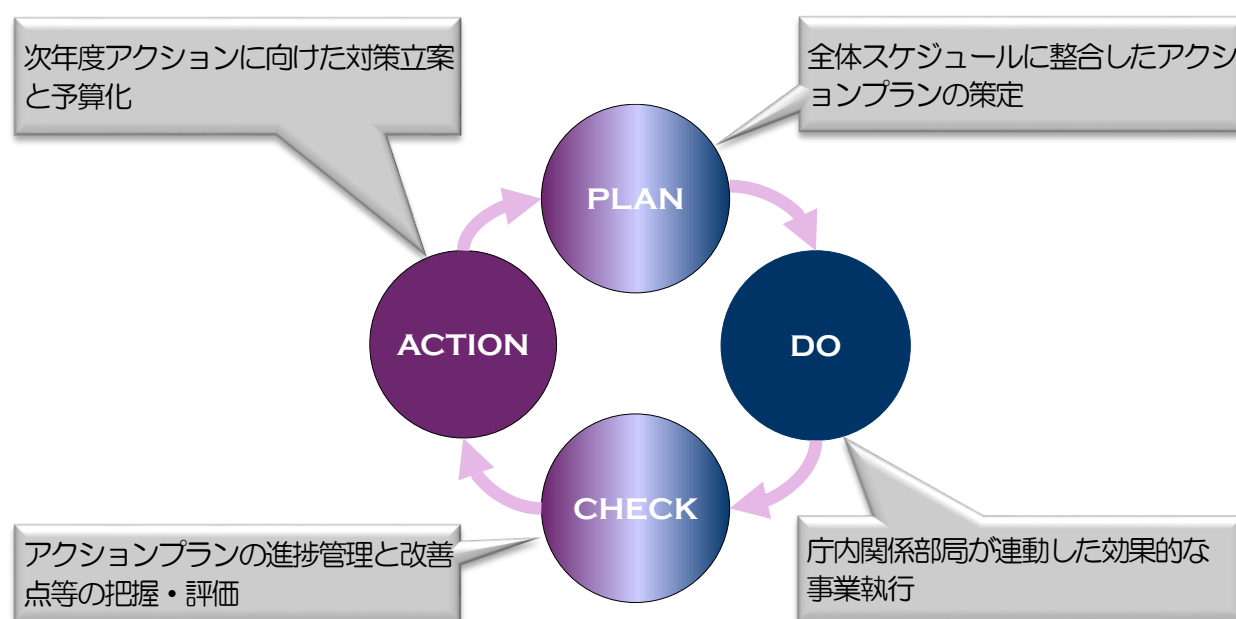 次年度アクションに向けた対策立案
と予算化
全体スケジュールに整合したアクシ
ョンプランの策定
PLAN
ACTION
DO
CHECK
アクションプランの進捗管理と改善
点等の把握・評価
庁内関係部局が連動した効果的な
事業執行